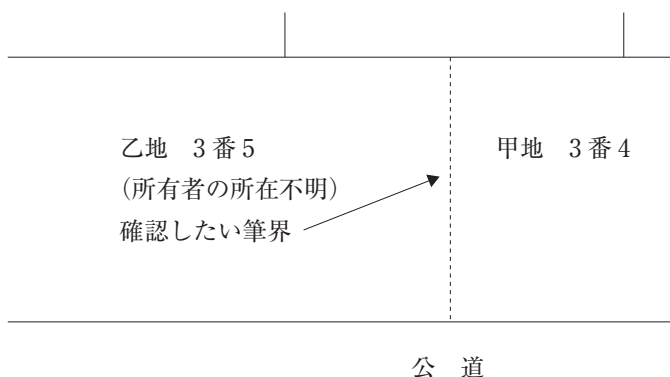 乙地 3番5
(所有者の所在不明)
確認したい筆界
甲地 3番4
公 道